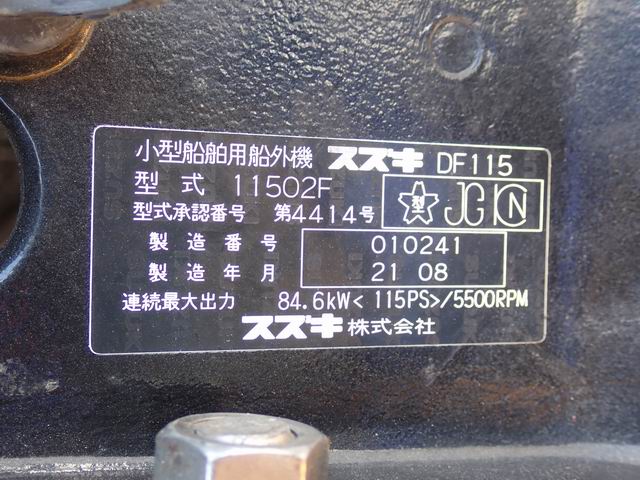 小型船舶用船外機 スズキ DF115
型式 11502F
型式承認番号 第4414号 型 JCI N
製造番号 010241
製造年月 21 08
連続最大出力 84.6kW<115PS>/5500RPM
スズキ株式会社